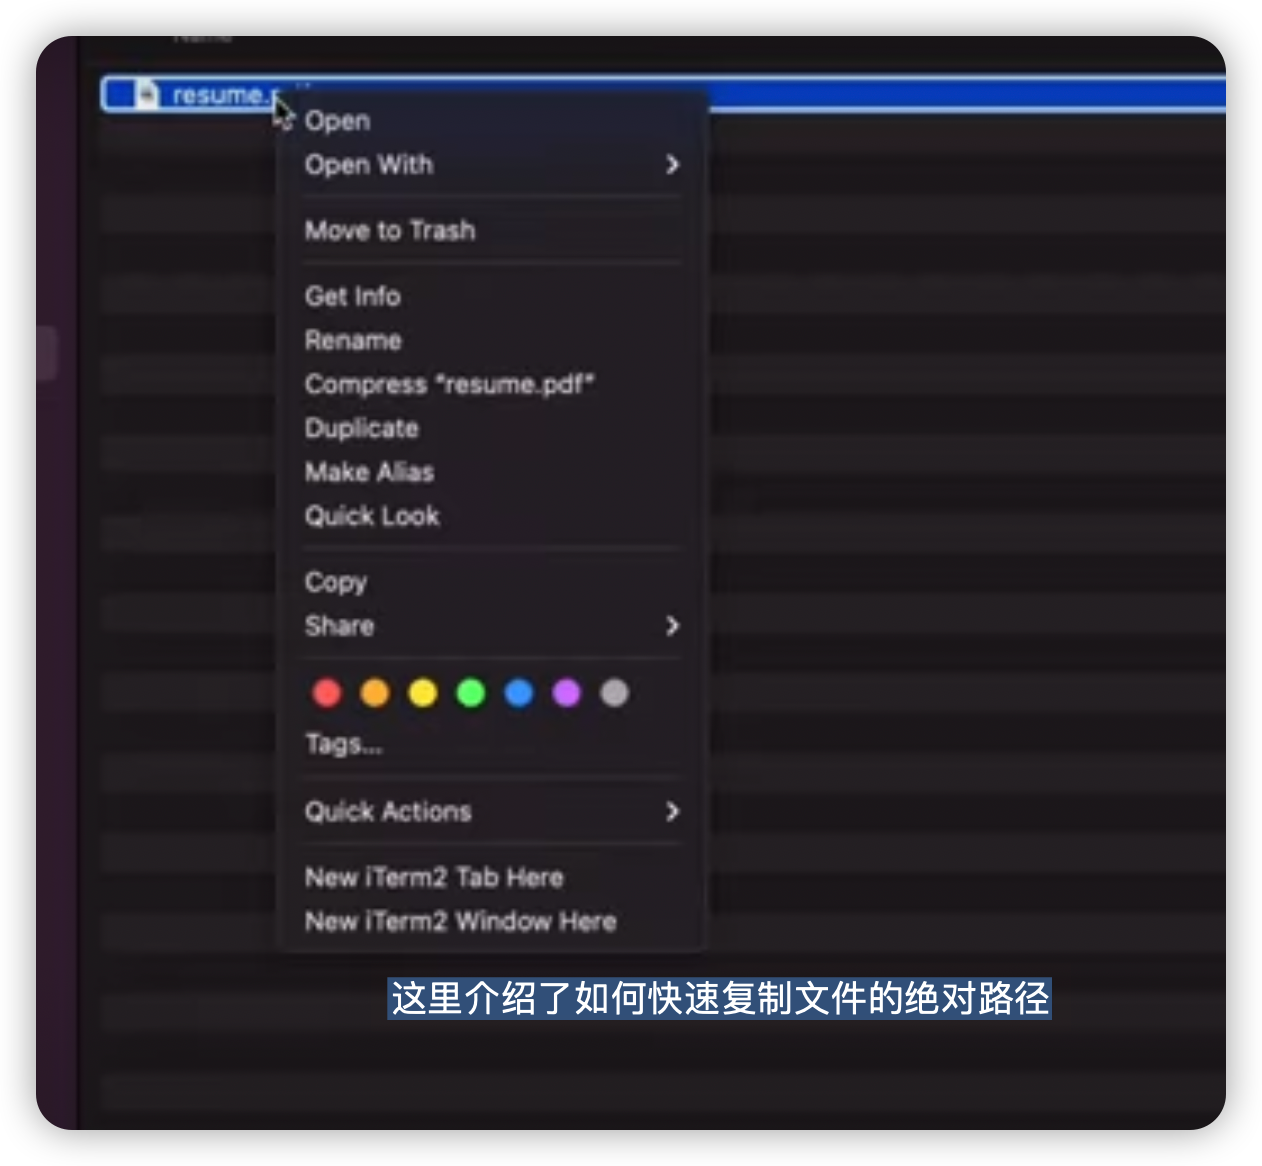 Name
resume.
Open
Open With
Move to Trash
Get Info
Rename
Compress "resume.pdf"
Duplicate
Make Alias
Quick Look
Copy
Share
Tags...
Quick Actions
New iTerm2 Tab Here
New iTerm2 Window Here
这里介绍了如何快速复制文件的绝对路径